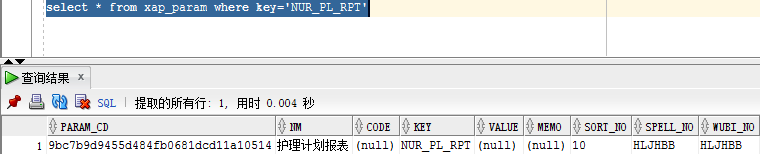 select * from xap_param where key='NUR_PL_RPT'
查询结果 x
SQL | 提取的所有行: 1, 用时 0.004 秒
PARAM_CD NM CODE KEY VALUE MEMO SORT_NO SPELL_NO WUBI_NO
1 9bc7b9d9455d484fb0681dcd11a10514 护理计划报表 (null) NUR_PL_RPT (null) (null) 10 HLJHBB HLJHBB